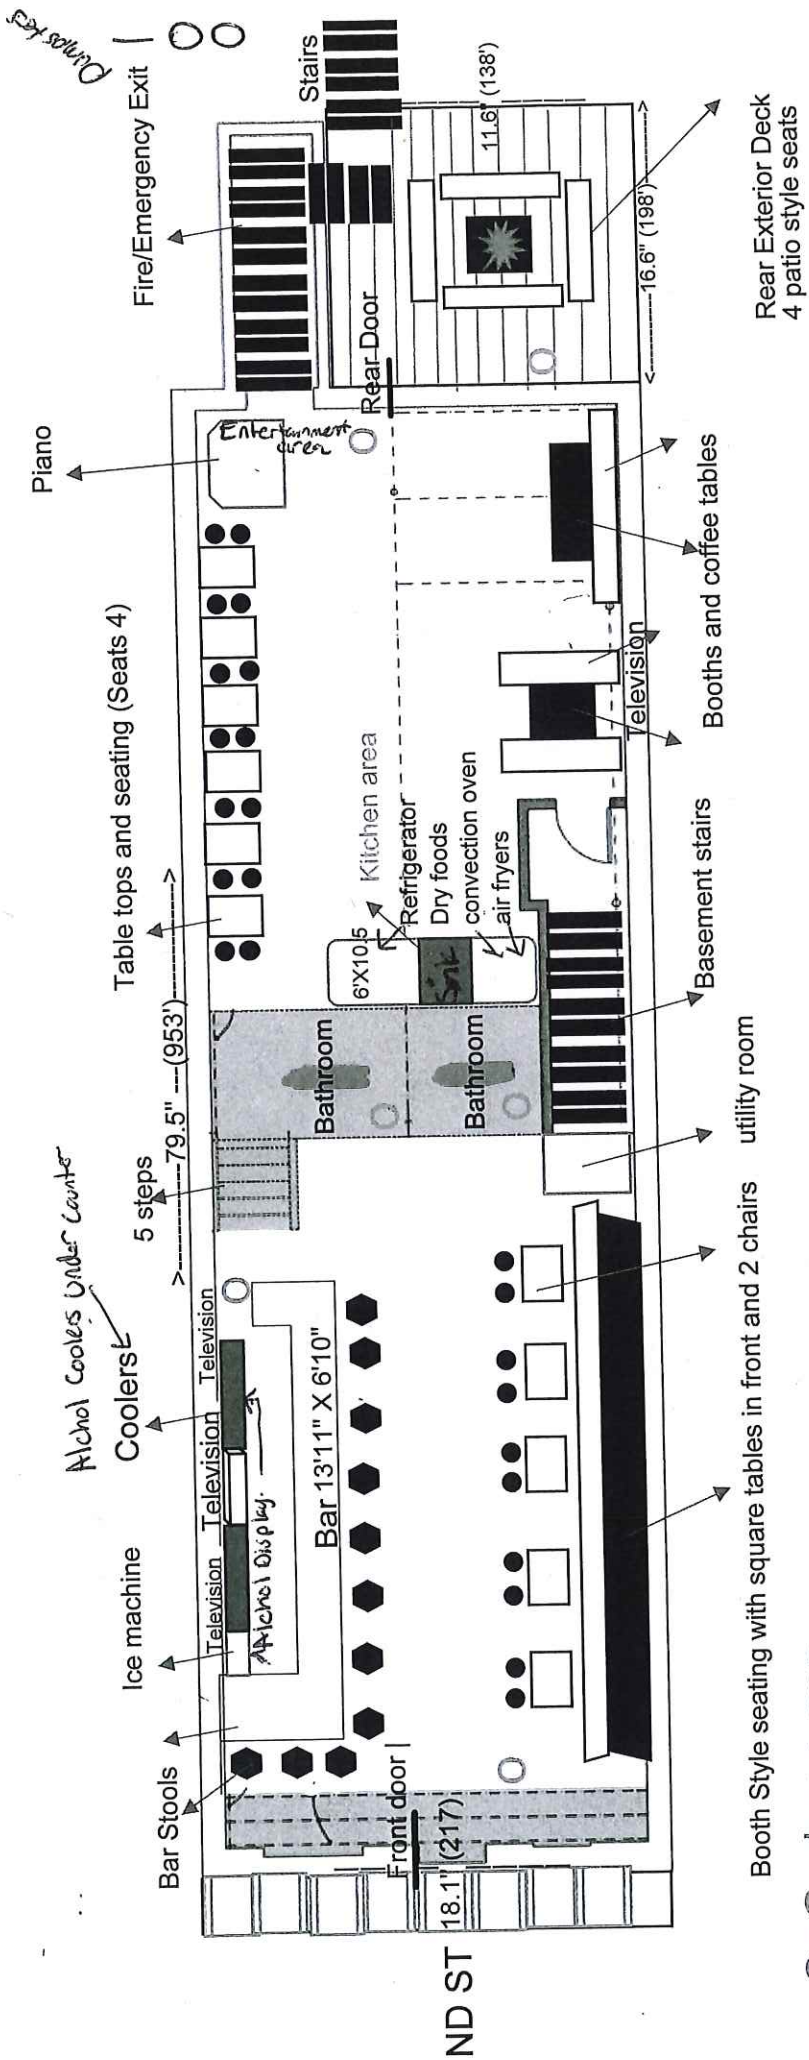 Dumpsters
Fire/Emergency Exit
Stairs
Piano
Entertainment
area
Rear Door
11.6" (138')
<-------16.6" (198')------->
Rear Exterior Deck
4 patio style seats
Table tops and seating (Seats 4)
>------79.5" ---(953')---------->
Kitchen area
6'X10.5
Refrigerator
Dry foods
convection oven
air fryers
Sink
Television
Booths and coffee tables
Bathroom
Bathroom
Basement stairs
utility room
5 steps
Alchol Coolers Under Counter
Coolers
Television
Television
Television
Ice machine
Alchol Display
Bar 13'11" X 6'10"
Bar Stools
Front door
18.1" (217)
ND ST
Booth Style seating with square tables in front and 2 chairs